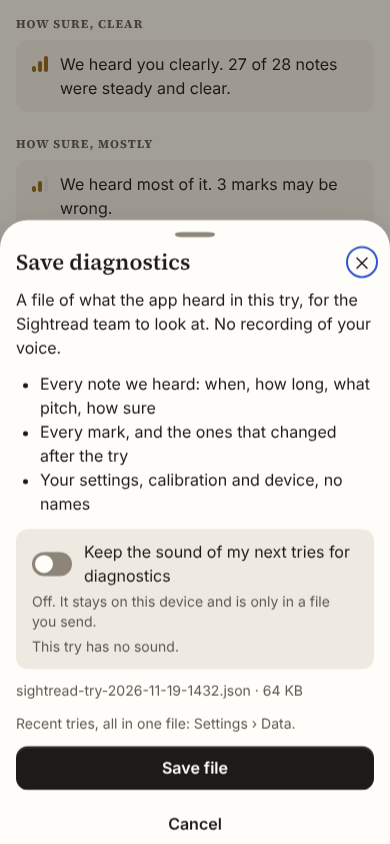 HOW SURE, CLEAR
We heard you clearly. 27 of 28 notes
were steady and clear.
HOW SURE, MOSTLY
We heard most of it. 3 marks may be
wrong.
Save diagnostics
A file of what the app heard in this try, for the
Sightread team to look at. No recording of your
voice.
• Every note we heard: when, how long, what
pitch, how sure
• Every mark, and the ones that changed
after the try
• Your settings, calibration and device, no
names
Keep the sound of my next tries for
diagnostics
Off. It stays on this device and is only in a file
you send.
This try has no sound.
sightread-try-2026-11-19-1432.json · 64 KB
Recent tries, all in one file: Settings › Data.
Save file
Cancel